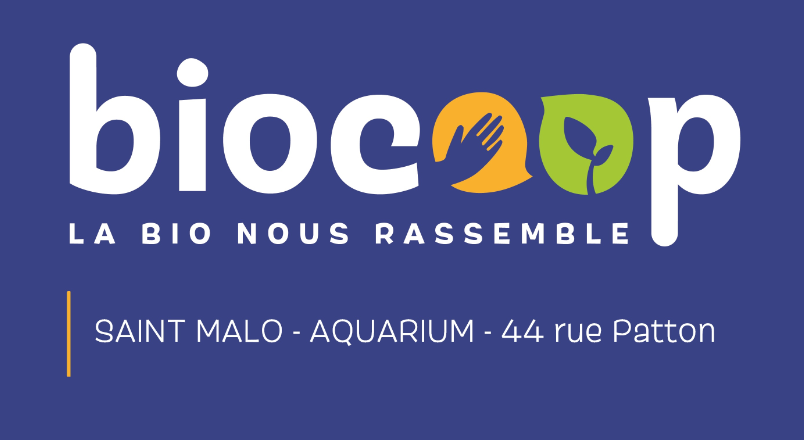 biocoop
LA BIO NOUS RASSEMBLE
SAINT MALO - AQUARIUM - 44 rue Patton